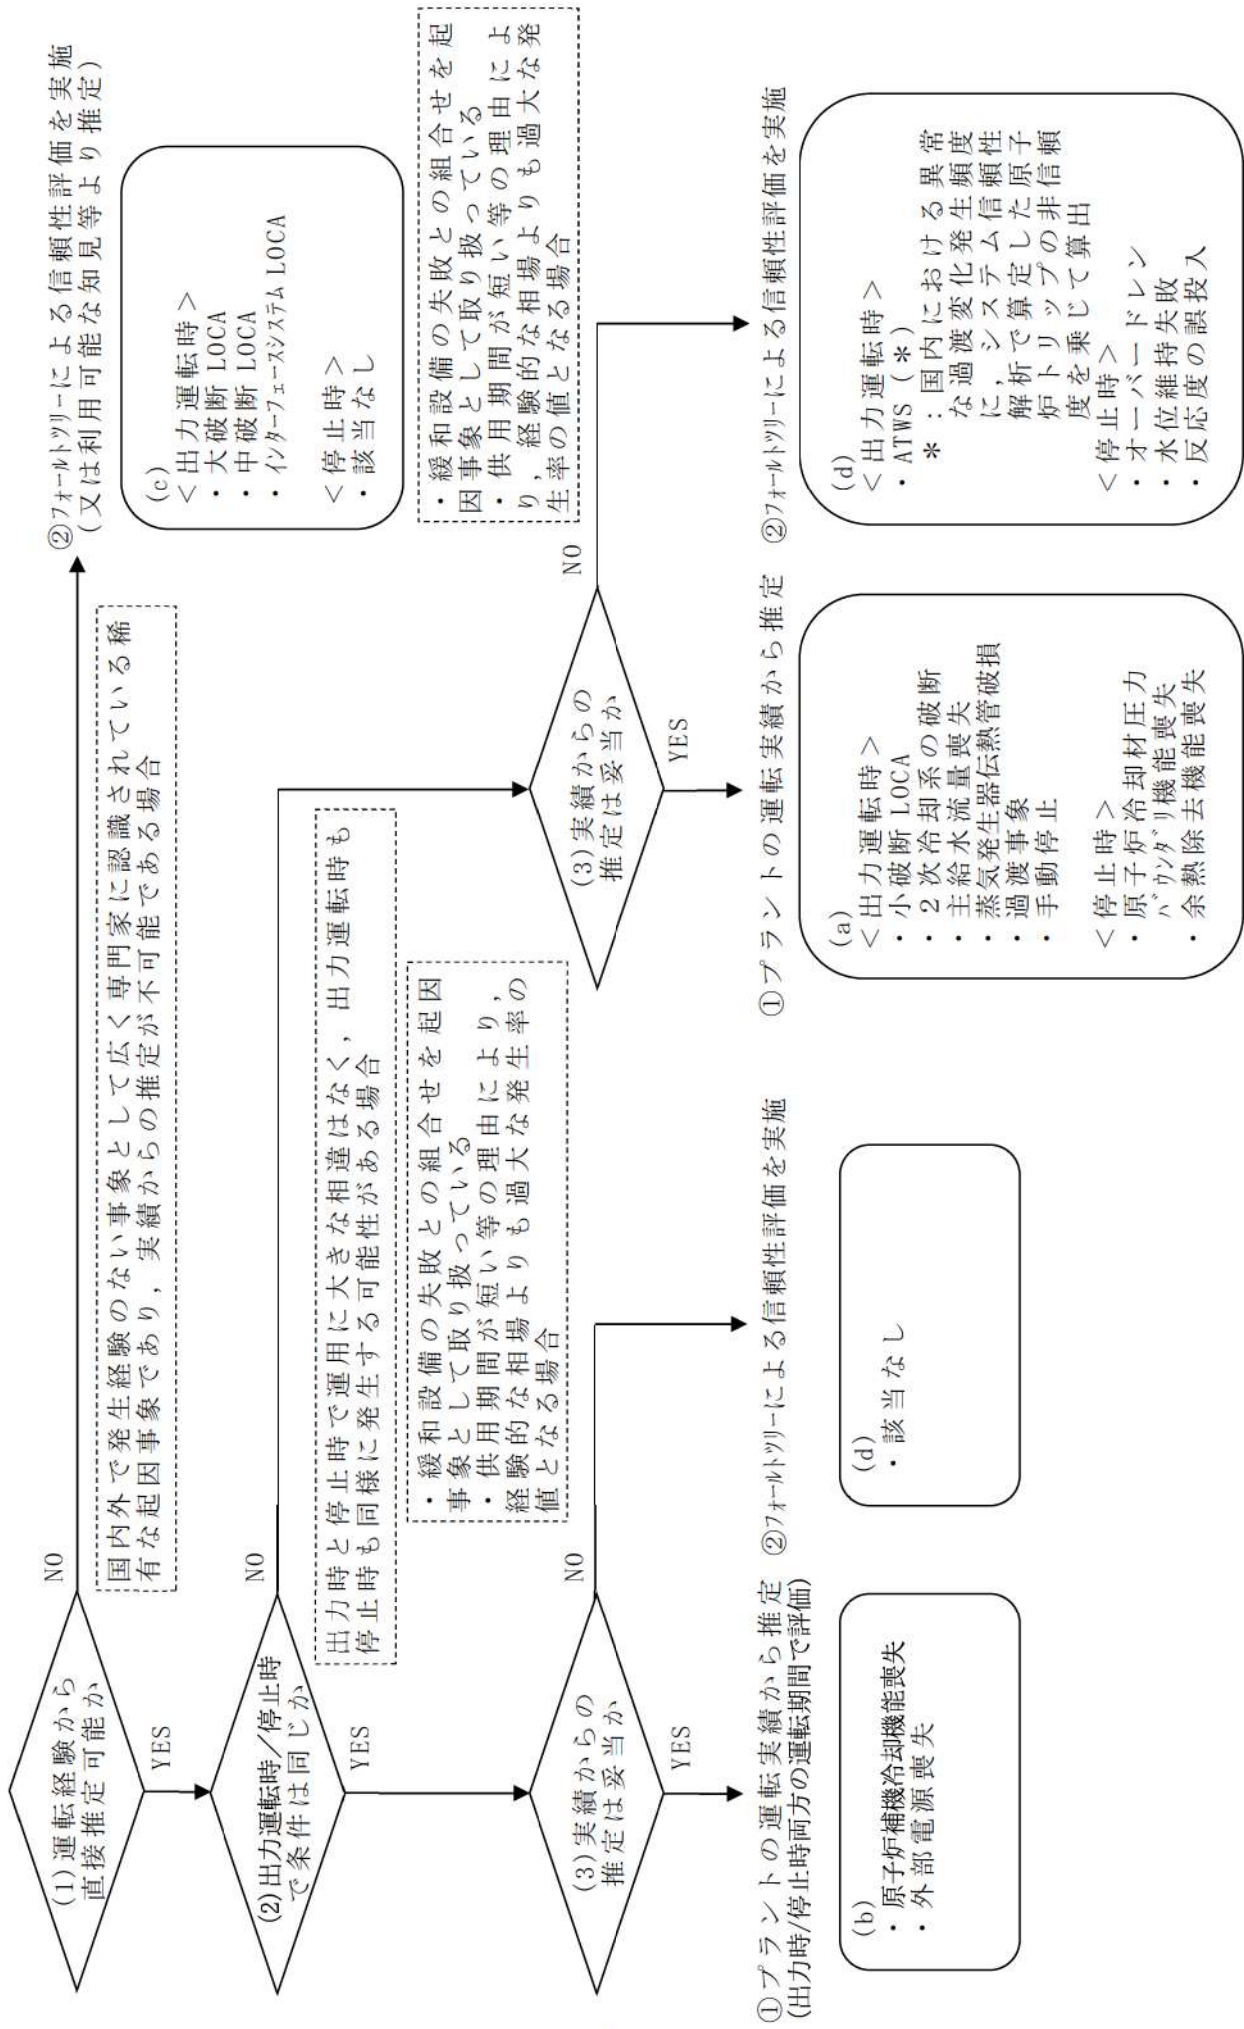 (1)運転経験から
直接推定可能か
NO
YES
国内外で発生経験のない事象として広く専門家に認識されている稀
有な起因事象であり，実績からの推定が不可能である場合
②フォールトツリーによる信頼性評価を実施
(又は利用可能な知見等より推定)
(c)
＜出力運転時＞
・大破断 LOCA
・中破断 LOCA
・インターフェースシステム LOCA
＜停止時＞
・該当なし
(2)出力運転時/停止時
で条件は同じか
NO
YES
出力時と停止時で運用に大きな相違はなく，出力運転時も
停止時も同様に発生する可能性がある場合
(3)実績からの
推定は妥当か
NO
YES
・緩和設備の失敗との組合せを起因
事象として取り扱っている
・供用期間が短い等の理由により，
経験的な相場よりも過大な発生率の
値となる場合
(3)実績からの
推定は妥当か
NO
YES
・緩和設備の失敗との組合せを起
因事象として取り扱っている
・供用期間が短い等の理由によ
り，経験的な相場よりも過大な発
生率の値となる場合
①プラントの運転実績から推定
(出力時/停止時両方の運転期間で評価)
(b)
・原子炉補機冷却機能喪失
・外部電源喪失
②フォールトツリーによる信頼性評価を実施
(d)
・該当なし
①プラントの運転実績から推定
(a)
＜出力運転時＞
・小破断 LOCA
・２次冷却系の破断
・主給水流量喪失
・蒸気発生器伝熱管破損
・過渡事象
・手動停止
＜停止時＞
・原子炉冷却材圧力
バウンダリ機能喪失
・余熱除去機能喪失
②フォールトツリーによる信頼性評価を実施
(d)
＜出力運転時＞
・ATWS (＊)
＊：国内における異常
な過渡変化発生頻度
に，システム信頼性
解析で算定した原子
炉トリップの非信頼
度を乗じて算出
＜停止時＞
・オーバードレン
・水位維持失敗
・反応度の誤投入